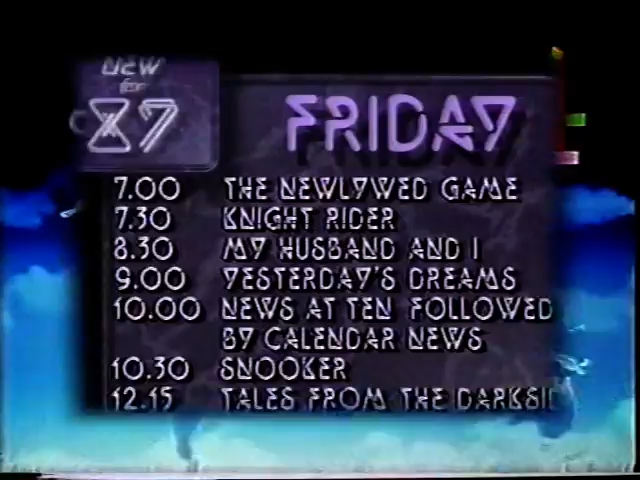 NEW
for
87
FRIDAY
7.00 THE NEWLYWED GAME
7.30 KNIGHT RIDER
8.30 MY HUSBAND AND I
9.00 YESTERDAY'S DREAMS
10.00 NEWS AT TEN FOLLOWED
BY CALENDAR NEWS
10.30 SNOOKER
12.15 TALES FROM THE DARKSI